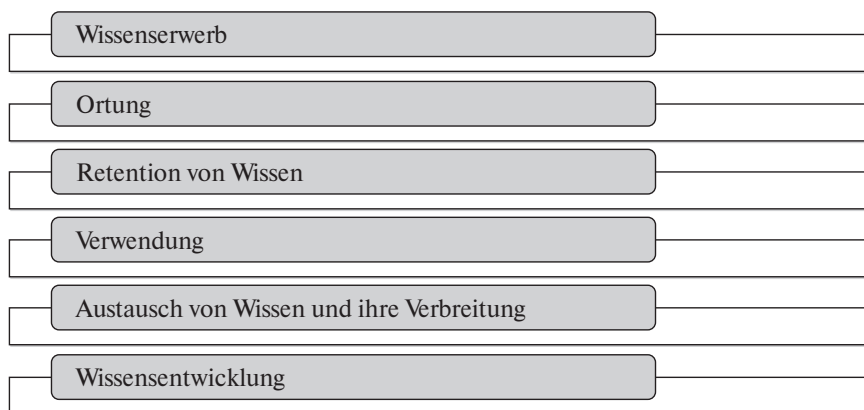 Wissenserwerb
Ortung
Retention von Wissen
Verwendung
Austausch von Wissen und ihre Verbreitung
Wissensentwicklung